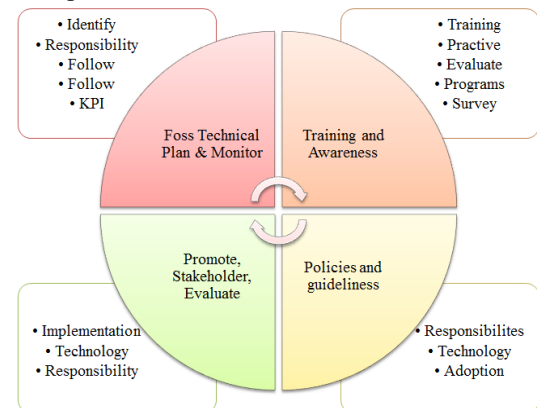 • Identify
• Responsibility
• Follow
• Follow
• KPI
• Training
• Practive
• Evaluate
• Programs
• Survey
Foss Technical
Plan & Monitor
Training and
Awareness
Promote,
Stakeholder,
Evaluate
Policies and
guideliness
• Implementation
• Technology
• Responsibility
• Responsibilites
• Technology
• Adoption